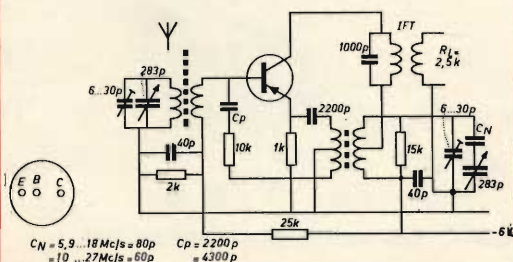 IFT
1000p
RL=
2,5k
283p
6...30p
2200p
6...30p
Cp
CN
40p
10k
1k
15k
283p
2k
40p
E B C
25k
-6V
CN = 5,9 ...18 Mc/s = 80p Cp = 2200p
= 10 ...27 Mc/s = 60p = 4300p